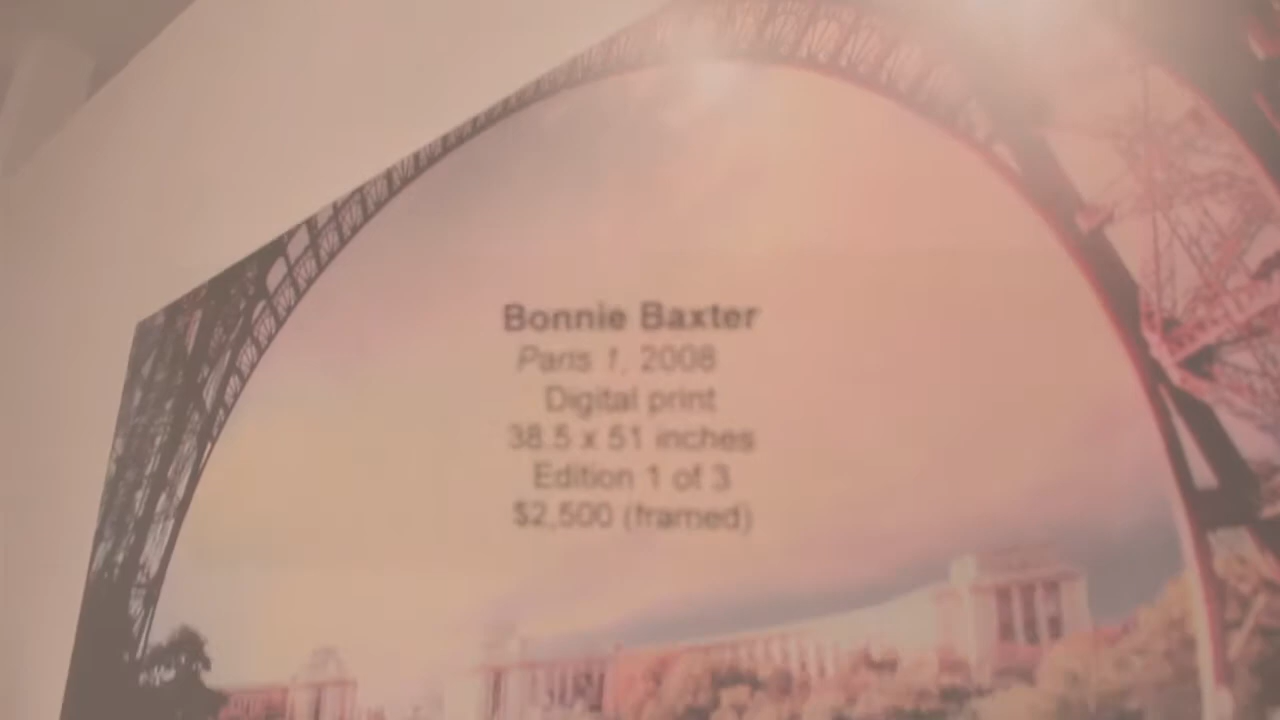 Bonnie Baxter
Paris 1, 2008
Digital print
38.5 x 51 inches
Edition 1 of 3
$2,500 (framed)